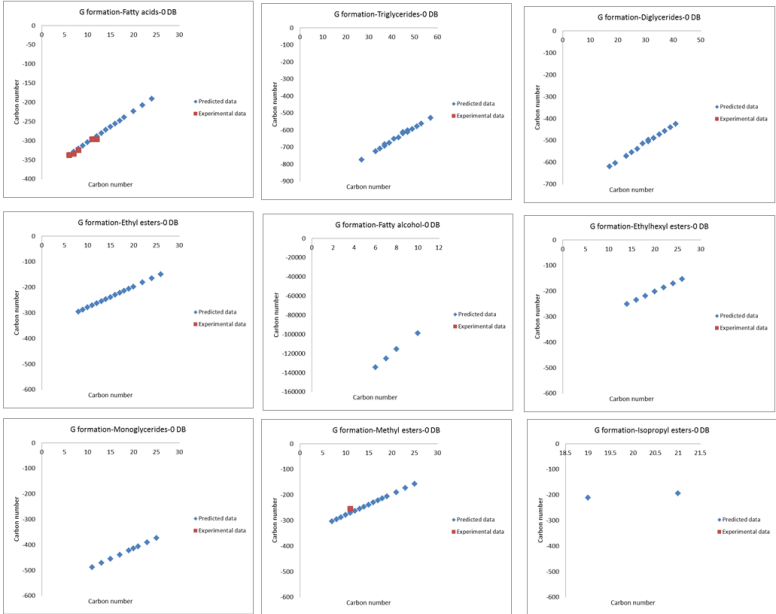 G formation-Fatty acids-0 DB
0 5 10 15 20 25 30
0
-50
-100
-150
-200
-250
-300
-350
-400
Carbon number
Carbon number
Predicted data
Experimental data
G formation-Triglycerides-0 DB
0 10 20 30 40 50 60
0
-100
-200
-300
-400
-500
-600
-700
-800
-900
Carbon number
Carbon number
Predicted data
Experimental data
G formation-Diglycerides-0 DB
0 10 20 30 40 50
0
-100
-200
-300
-400
-500
-600
-700
Carbon number
Carbon number
Predicted data
Experimental data
G formation-Ethyl esters-0 DB
0 5 10 15 20 25 30
0
-100
-200
-300
-400
-500
-600
Carbon number
Carbon number
Predicted data
Experimental data
G formation-Fatty alcohol-0 DB
0 2 4 6 8 10 12
0
-20000
-40000
-60000
-80000
-100000
-120000
-140000
-160000
Carbon number
Carbon number
Predicted data
Experimental data
G formation-Ethylhexyl esters-0 DB
0 5 10 15 20 25 30
0
-100
-200
-300
-400
-500
-600
Carbon number
Carbon number
Predicted data
Experimental data
G formation-Monoglycerides-0 DB
0 5 10 15 20 25 30
0
-100
-200
-300
-400
-500
-600
Carbon number
Carbon number
Predicted data
Experimental data
G formation-Methyl esters-0 DB
0 5 10 15 20 25 30
0
-100
-200
-300
-400
-500
-600
Carbon number
Carbon number
Predicted data
Experimental data
G formation-Isopropyl esters-0 DB
18.5 19 19.5 20 20.5 21 21.5
0
-100
-200
-300
-400
-500
-600
Carbon number
Carbon number
Predicted data
Experimental data